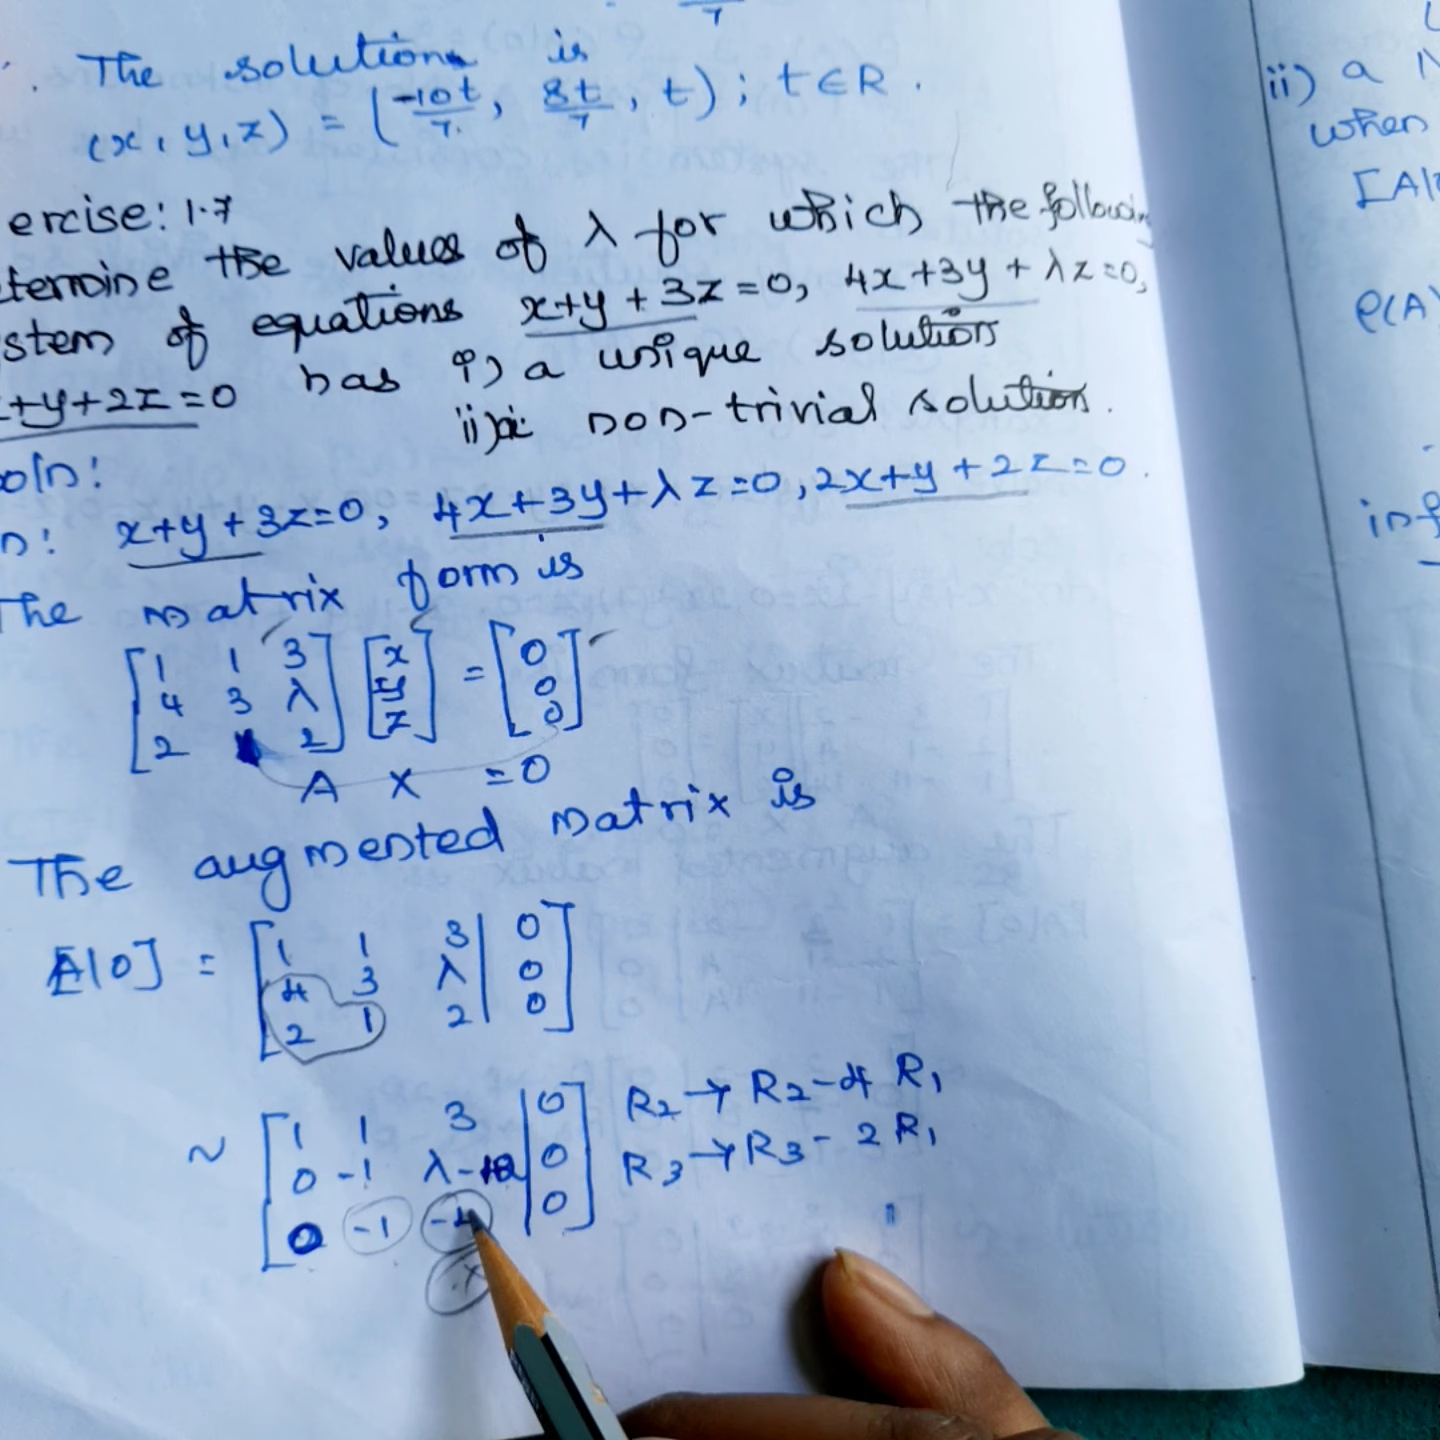 7
The solution is
(x, y, z) = (-10t/7, 8t/7, t); t∈R.
ercise: 1.7
termine the values of λ for which the followin
stem of equations x+y+3z=0, 4x+3y+λz=0,
+y+2z=0 has i) a unique solution
ii) a non-trivial solution.
oln:
n: x+y+3z=0, 4x+3y+λz=0, 2x+y+2z=0.
The matrix form is
[1 1 3] [x] = [0]
[4 3 λ] [y] [0]
[2 1 2] [z] [0]
A X = 0
The augmented matrix is
[A|0] = [1 1 3 | 0]
[4 3 λ | 0]
[2 1 2 | 0]
~ [1 1 3 | 0] R2 → R2-4 R1
[0 -1 λ-12 | 0] R3 → R3-2 R1
[0 -1 -4 | 0]
ii) a N
when
[A|
ρ(A)
inf